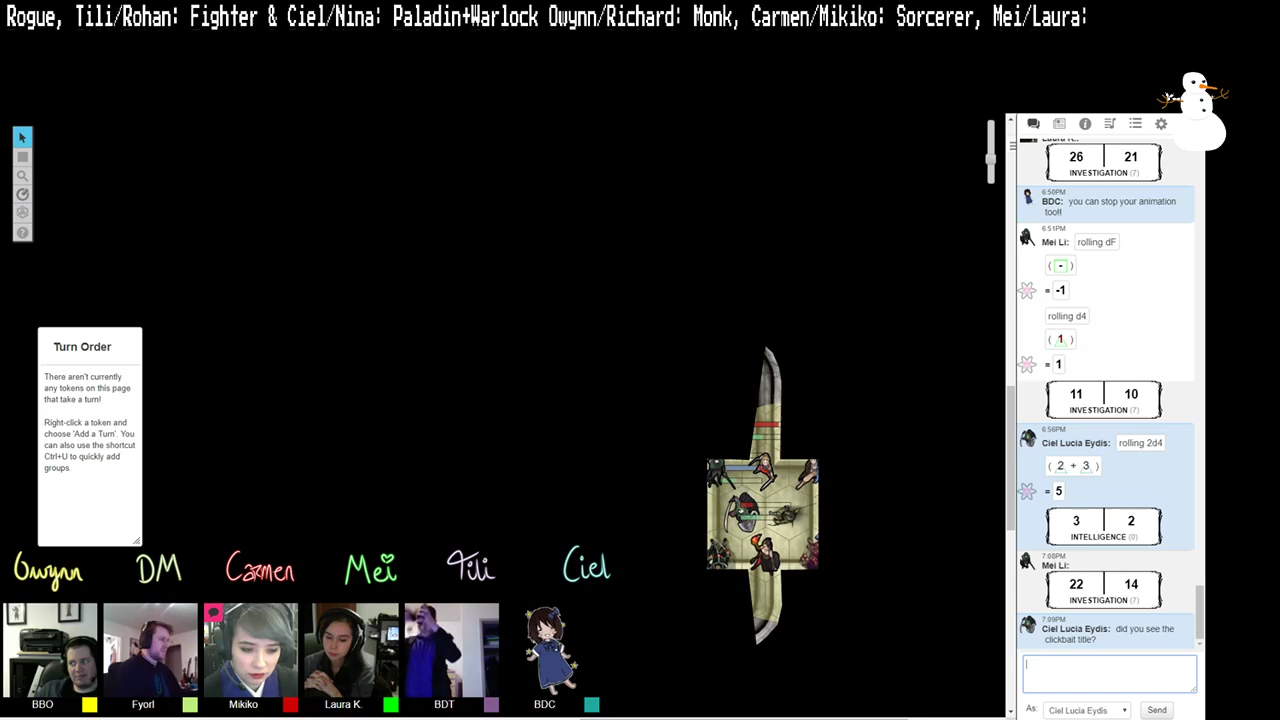 Rogue, Tili/Rohan: Fighter & Ciel/Nina: Paladin+Warlock Owynn/Richard: Monk, Carmen/Mikiko: Sorcerer, Mei/Laura:
26 21
INVESTIGATION (7)
6:50PM
BDC: you can stop your animation
too!!
6:51PM
Mei Li: rolling dF
( - )
= -1
rolling d4
( 1 )
= 1
11 10
INVESTIGATION (7)
6:56PM
Ciel Lucia Eydis: rolling 2d4
( 2 + 3 )
= 5
3 2
INTELLIGENCE (0)
7:08PM
Mei Li:
22 14
INVESTIGATION (7)
7:09PM
Ciel Lucia Eydis: did you see the
clickbait title?
As: Ciel Lucia Eydis Send
Turn Order
There aren't currently
any tokens on this page
that take a turn!
Right-click a token and
choose 'Add a Turn'. You
can also use the shortcut
Ctrl+U to quickly add
groups.
Owynn DM Carmen Mei Tili Ciel
BBO Fyorl Mikiko Laura K. BDT BDC